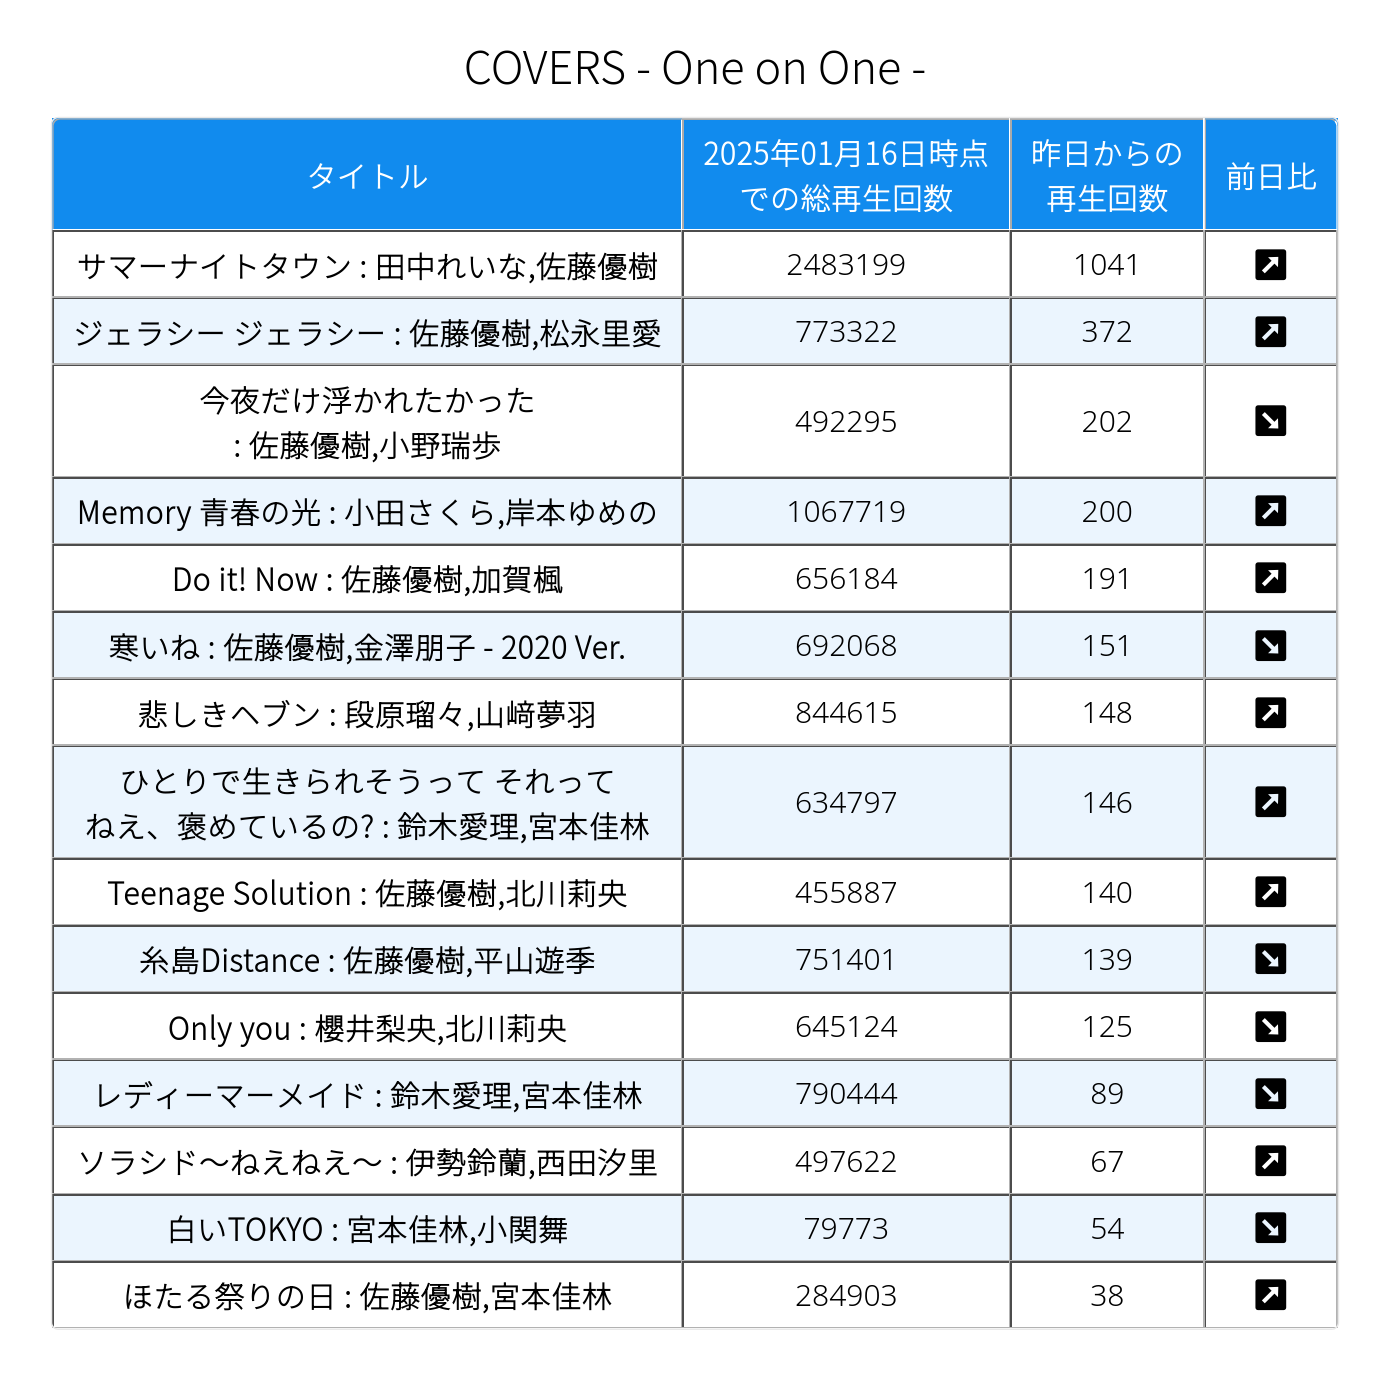 COVERS - One on One -
タイトル
2025年01月16日時点
での総再生回数
昨日からの
再生回数
前日比
サマーナイトタウン : 田中れいな,佐藤優樹 2483199 1041 ↗
ジェラシー ジェラシー : 佐藤優樹,松永里愛 773322 372 ↗
今夜だけ浮かれたかった
: 佐藤優樹,小野瑞歩 492295 202 ↘
Memory 青春の光 : 小田さくら,岸本ゆめの 1067719 200 ↗
Do it! Now : 佐藤優樹,加賀楓 656184 191 ↗
寒いね : 佐藤優樹,金澤朋子 - 2020 Ver. 692068 151 ↘
悲しきヘブン : 段原瑠々,山﨑夢羽 844615 148 ↗
ひとりで生きられそうって それって
ねえ、褒めているの? : 鈴木愛理,宮本佳林 634797 146 ↗
Teenage Solution : 佐藤優樹,北川莉央 455887 140 ↗
糸島Distance : 佐藤優樹,平山遊季 751401 139 ↘
Only you : 櫻井梨央,北川莉央 645124 125 ↘
レディーマーメイド : 鈴木愛理,宮本佳林 790444 89 ↘
ソラシド～ねえねえ～ : 伊勢鈴蘭,西田汐里 497622 67 ↗
白いTOKYO : 宮本佳林,小関舞 79773 54 ↘
ほたる祭りの日 : 佐藤優樹,宮本佳林 284903 38 ↗